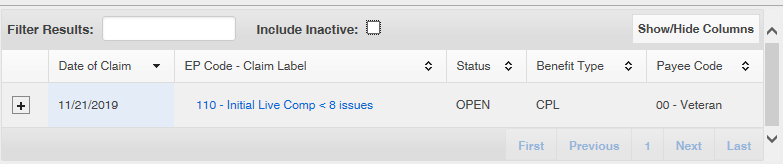 Filter Results: Include Inactive: Show/Hide Columns
Date of Claim EP Code - Claim Label Status Benefit Type Payee Code
11/21/2019 110 - Initial Live Comp < 8 issues OPEN CPL 00 - Veteran
First Previous 1 Next Last